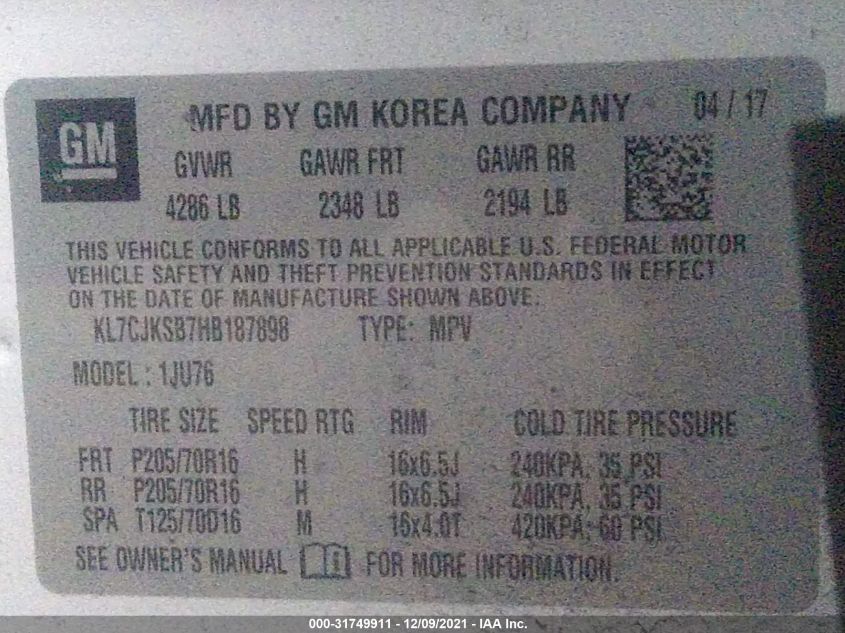 GM
MFD BY GM KOREA COMPANY 04 / 17
GVWR GAWR FRT GAWR RR
4286 LB 2348 LB 2194 LB
THIS VEHICLE CONFORMS TO ALL APPLICABLE U.S. FEDERAL MOTOR
VEHICLE SAFETY AND THEFT PREVENTION STANDARDS IN EFFECT
ON THE DATE OF MANUFACTURE SHOWN ABOVE.
KL7CJKSB7HB187898 TYPE: MPV
MODEL : 1JU76
TIRE SIZE SPEED RTG RIM COLD TIRE PRESSURE
FRT P205/70R16 H 16x6.5J 240KPA, 35 PSI
RR P205/70R16 H 16x6.5J 240KPA, 35 PSI
SPA T125/70D16 M 16x4.0T 420KPA, 60 PSI
SEE OWNER'S MANUAL FOR MORE INFORMATION.
000-31749911 - 12/09/2021 - IAA Inc.